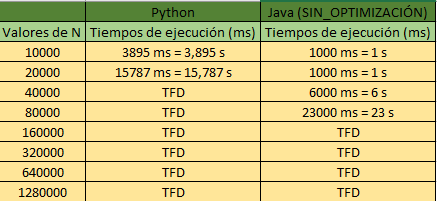 Python Java (SIN_OPTIMIZACIÓN)
Valores de N Tiempos de ejecución (ms) Tiempos de ejecución (ms)
10000 3895 ms = 3,895 s 1000 ms = 1 s
20000 15787 ms = 15,787 s 1000 ms = 1 s
40000 TFD 6000 ms = 6 s
80000 TFD 23000 ms = 23 s
160000 TFD TFD
320000 TFD TFD
640000 TFD TFD
1280000 TFD TFD